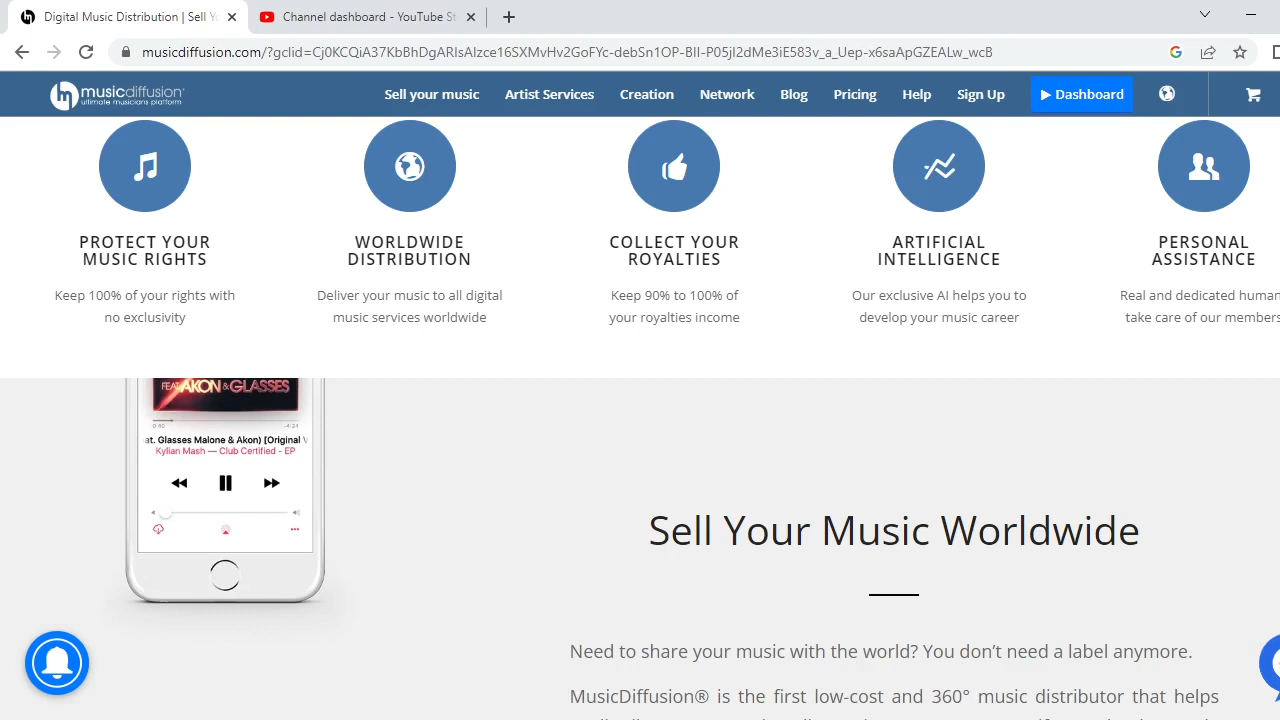 Digital Music Distribution | Sell Yo
Channel dashboard - YouTube St
musicdiffusion.com/?gclid=Cj0KCQiA37KbBhDgARIsAIzce16SXMvHv2GoFYc-debSn1OP-BlI-P05jI2dMe3iE583v_a_Uep-x6saApGZEALw_wcB
musicdiffusion
ultimate musicians platform
Sell your music
Artist Services
Creation
Network
Blog
Pricing
Help
Sign Up
▶ Dashboard
PROTECT YOUR
MUSIC RIGHTS
Keep 100% of your rights with
no exclusivity
WORLDWIDE
DISTRIBUTION
Deliver your music to all digital
music services worldwide
COLLECT YOUR
ROYALTIES
Keep 90% to 100% of
your royalties income
ARTIFICIAL
INTELLIGENCE
Our exclusive AI helps you to
develop your music career
PERSONAL
ASSISTANCE
Real and dedicated human
take care of our members
FEAT. AKON & GLASSES
0:40
-4:24
at. Glasses Malone & Akon) [Original V
Kylian Mash — Club Certified - EP
Sell Your Music Worldwide
Need to share your music with the world? You don’t need a label anymore.
MusicDiffusion® is the first low-cost and 360° music distributor that helps